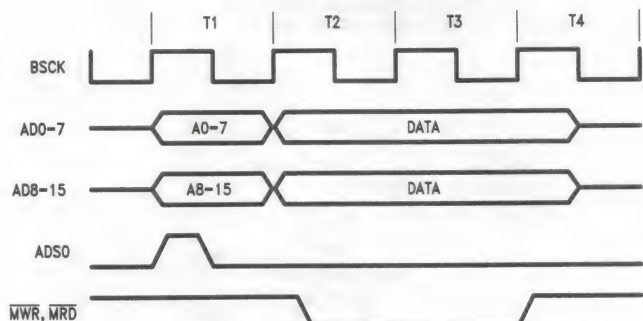 T1 T2 T3 T4
BSCK
AD0-7 A0-7 DATA
AD8-15 A8-15 DATA
ADS0
MWR, MRD